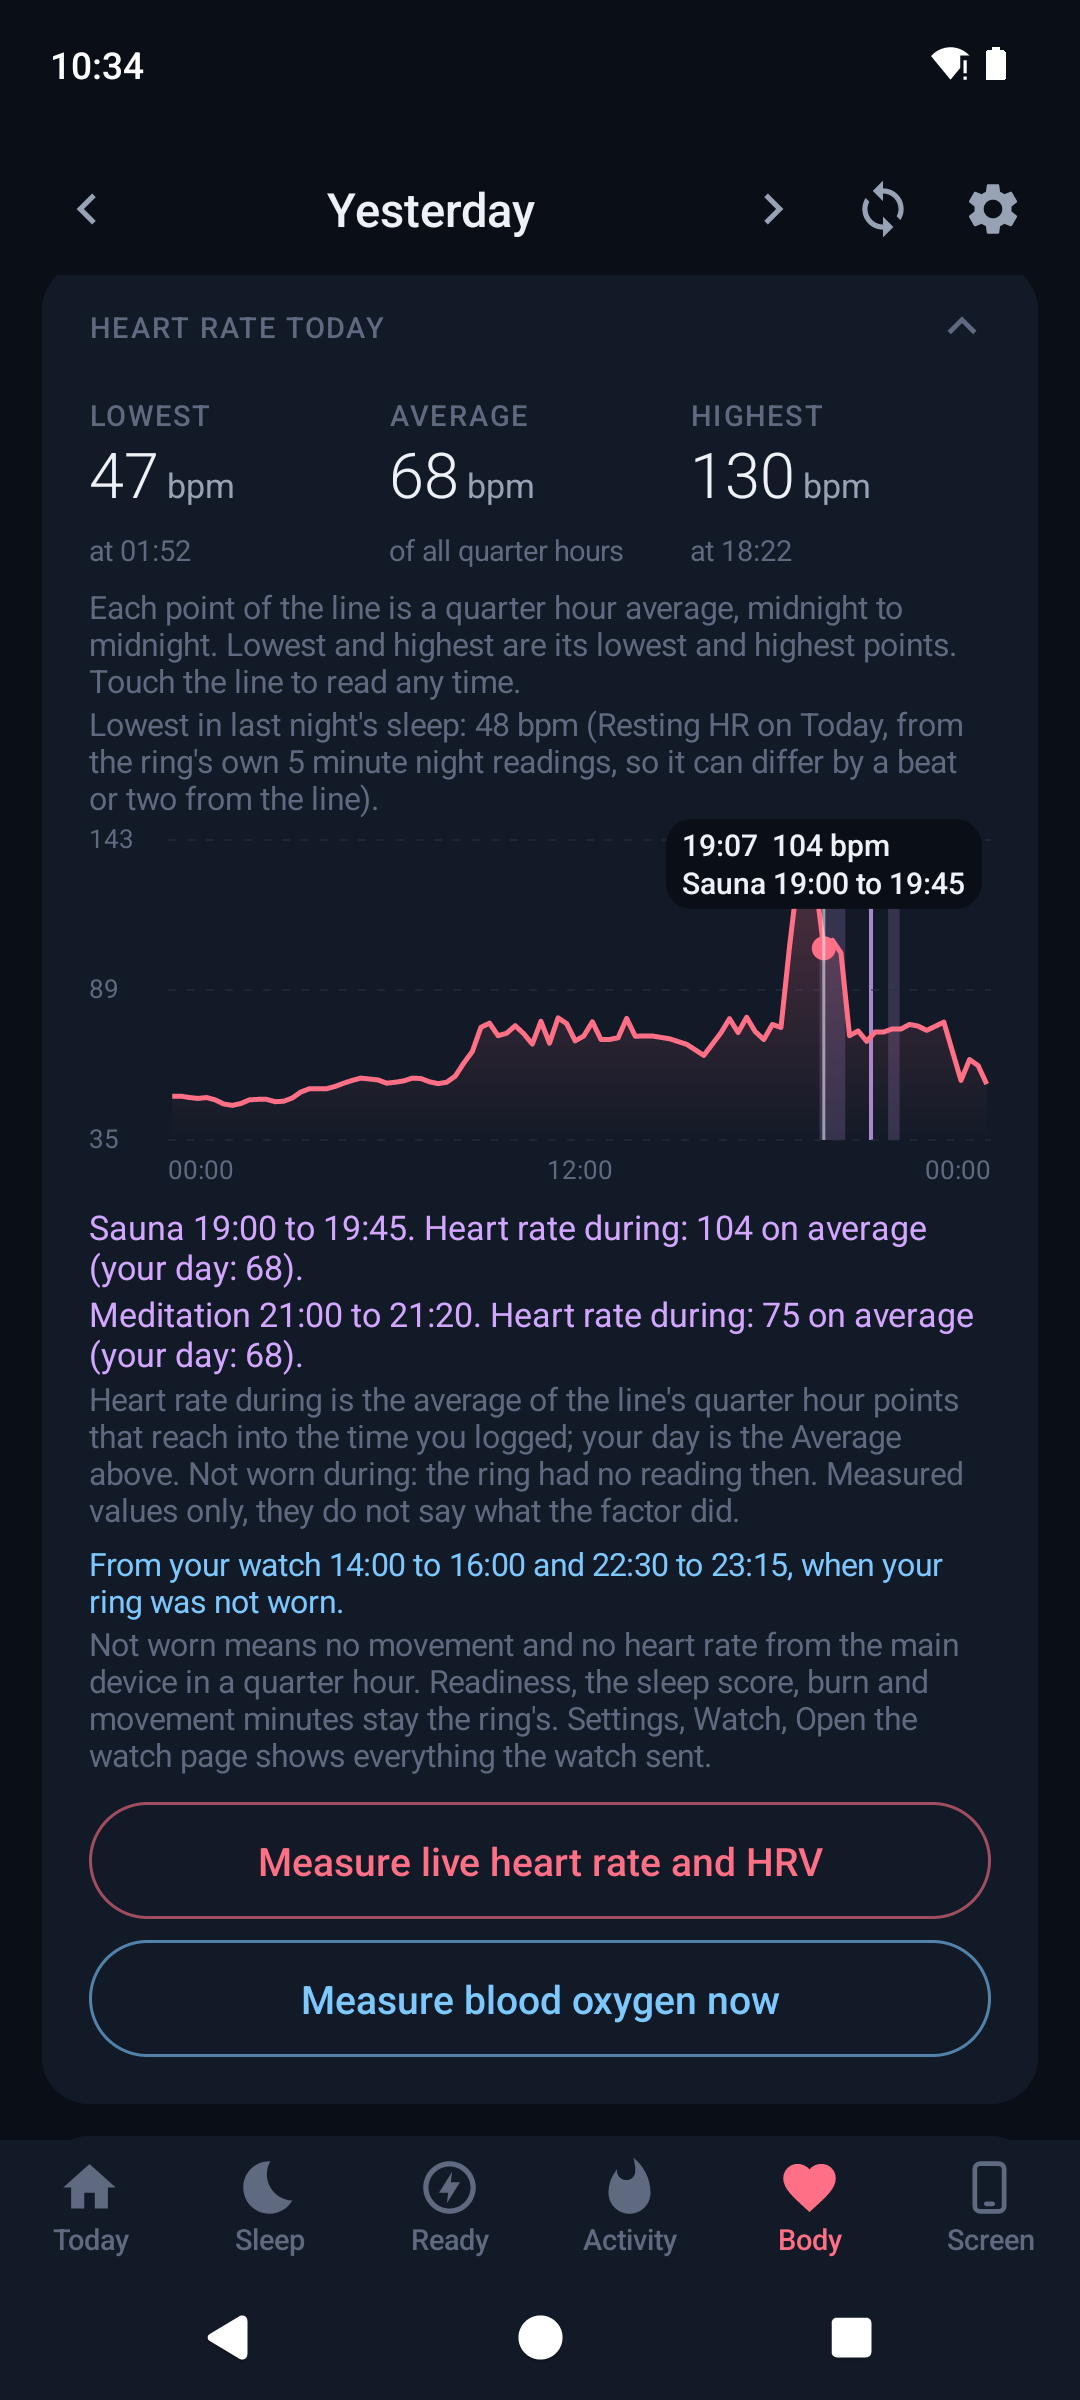 10:34
Yesterday
HEART RATE TODAY
LOWEST AVERAGE HIGHEST
47 bpm 68 bpm 130 bpm
at 01:52 of all quarter hours at 18:22
Each point of the line is a quarter hour average, midnight to
midnight. Lowest and highest are its lowest and highest points.
Touch the line to read any time.
Lowest in last night's sleep: 48 bpm (Resting HR on Today, from
the ring's own 5 minute night readings, so it can differ by a beat
or two from the line).
143
19:07 104 bpm
Sauna 19:00 to 19:45
89
35
00:00 12:00 00:00
Sauna 19:00 to 19:45. Heart rate during: 104 on average
(your day: 68).
Meditation 21:00 to 21:20. Heart rate during: 75 on average
(your day: 68).
Heart rate during is the average of the line's quarter hour points
that reach into the time you logged; your day is the Average
above. Not worn during: the ring had no reading then. Measured
values only, they do not say what the factor did.
From your watch 14:00 to 16:00 and 22:30 to 23:15, when your
ring was not worn.
Not worn means no movement and no heart rate from the main
device in a quarter hour. Readiness, the sleep score, burn and
movement minutes stay the ring's. Settings, Watch, Open the
watch page shows everything the watch sent.
Measure live heart rate and HRV
Measure blood oxygen now
Today Sleep Ready Activity Body Screen